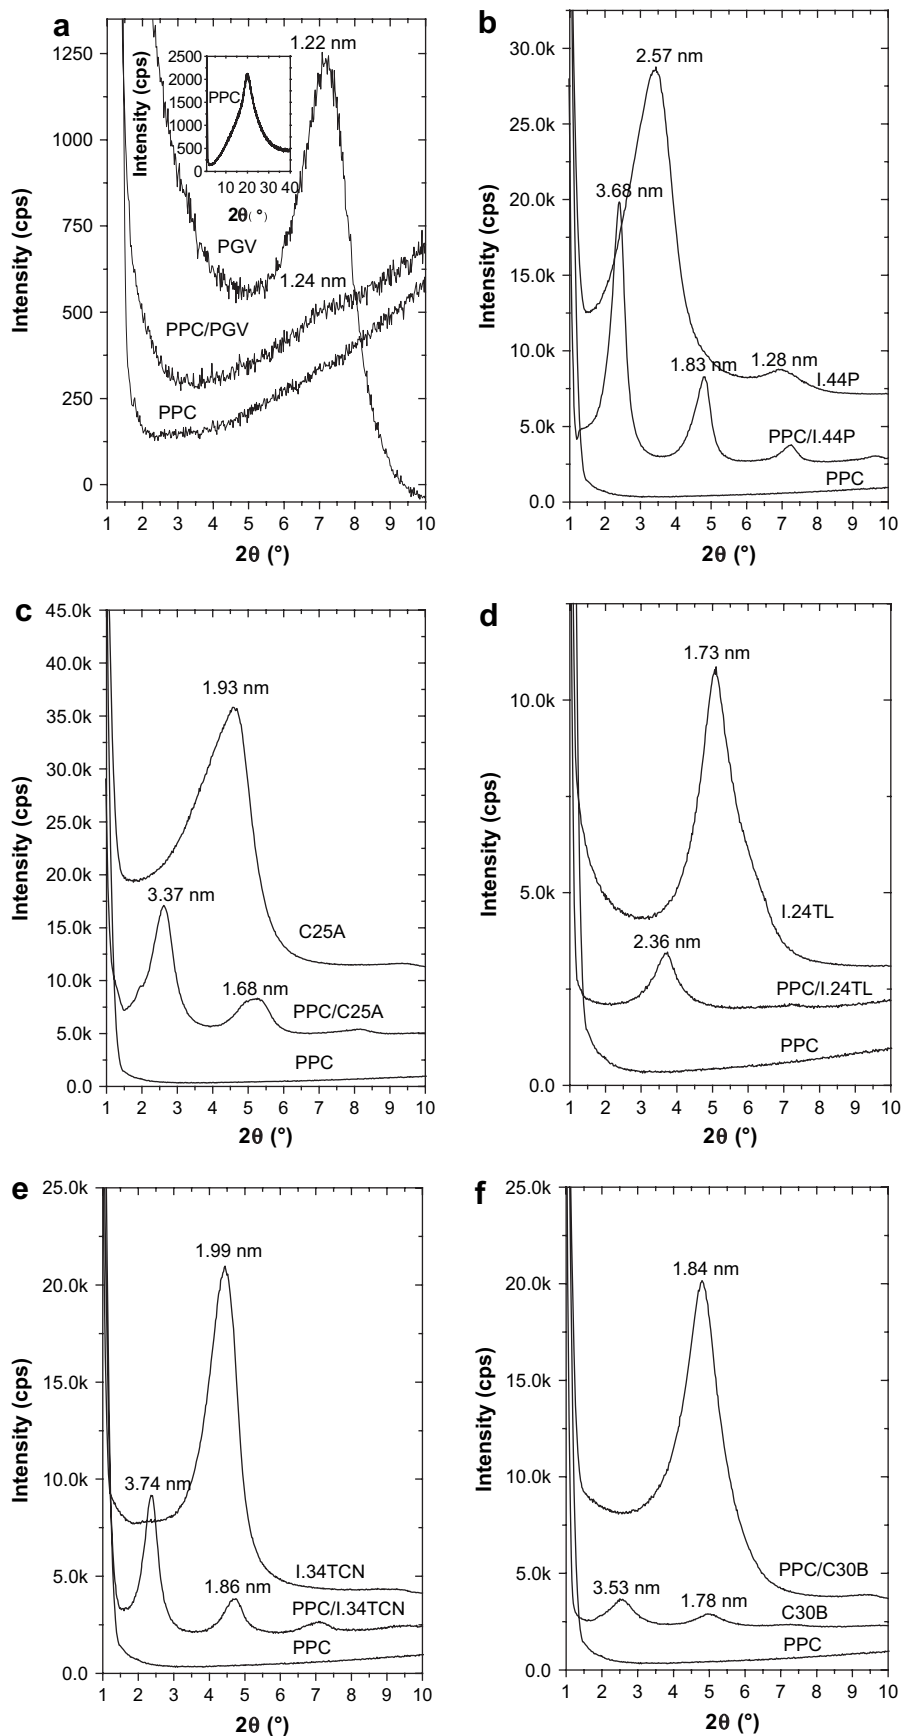 a
1.22 nm
1250
1000
750
500
250
0
Intensity (cps)
2500
2000
1500
1000
500
0
Intensity (cps)
PPC
10 20 30 40
2θ( °)
PGV
1.24 nm
PPC/PGV
PPC
1 2 3 4 5 6 7 8 9 10
2θ (°)
b
30.0k
25.0k
20.0k
15.0k
10.0k
5.0k
0.0
Intensity (cps)
2.57 nm
3.68 nm
1.83 nm
1.28 nm
I.44P
PPC/I.44P
PPC
1 2 3 4 5 6 7 8 9 10
2θ (°)
c
45.0k
40.0k
35.0k
30.0k
25.0k
20.0k
15.0k
10.0k
5.0k
0.0
Intensity (cps)
1.93 nm
3.37 nm
C25A
1.68 nm
PPC/C25A
PPC
1 2 3 4 5 6 7 8 9 10
2θ (°)
d
10.0k
5.0k
0.0
Intensity (cps)
1.73 nm
I.24TL
2.36 nm
PPC/I.24TL
PPC
1 2 3 4 5 6 7 8 9 10
2θ (°)
e
25.0k
20.0k
15.0k
10.0k
5.0k
0.0
Intensity (cps)
1.99 nm
3.74 nm
I.34TCN
1.86 nm
PPC/I.34TCN
PPC
1 2 3 4 5 6 7 8 9 10
2θ (°)
f
25.0k
20.0k
15.0k
10.0k
5.0k
0.0
Intensity (cps)
1.84 nm
PPC/C30B
3.53 nm
1.78 nm
C30B
PPC
1 2 3 4 5 6 7 8 9 10
2θ (°)